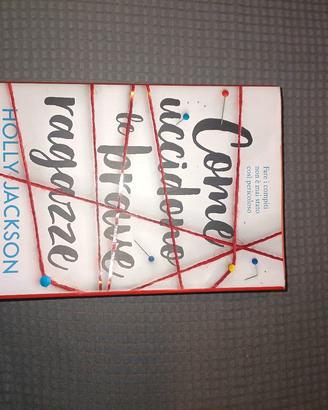 Fare i compiti
non è mai stato
così pericoloso
Come
uccidono
le brave
ragazze
HOLLY JACKSON